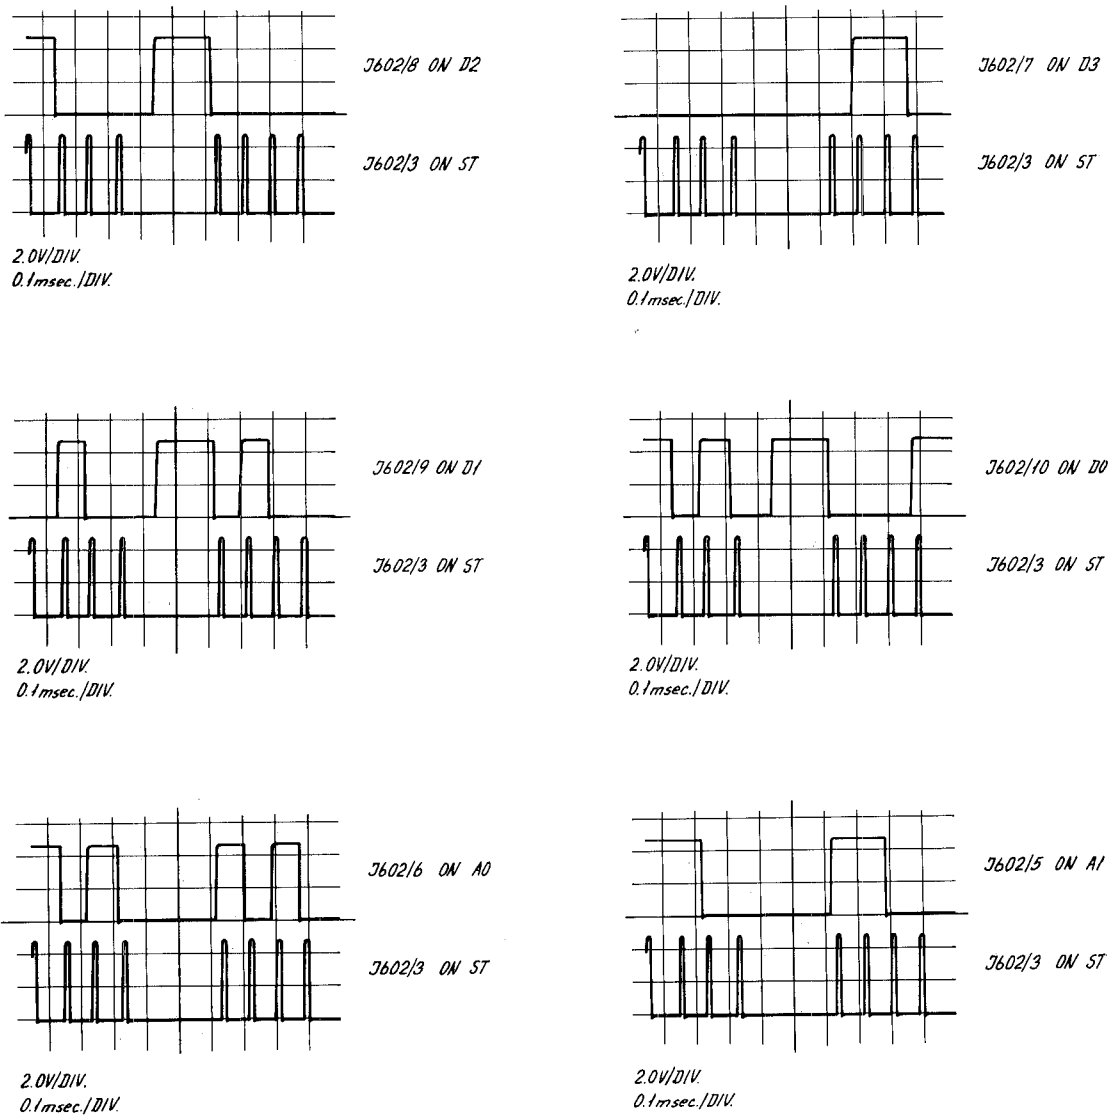 J602/8 ON D2
J602/3 ON ST
2.0V/DIV.
0.1msec./DIV.
J602/7 ON D3
J602/3 ON ST
2.0V/DIV.
0.1msec./DIV.
J602/9 ON D1
J602/3 ON ST
2.0V/DIV.
0.1msec./DIV.
J602/10 ON D0
J602/3 ON ST
2.0V/DIV.
0.1msec./DIV.
J602/6 ON A0
J602/3 ON ST
2.0V/DIV.
0.1msec./DIV.
J602/5 ON A1
J602/3 ON ST
2.0V/DIV.
0.1msec./DIV.